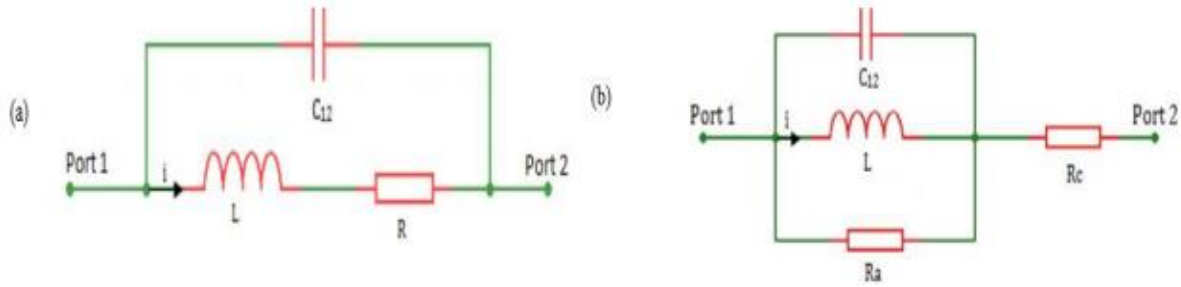 (a)
C₁₂
Port 1
i
Port 2
L
R
(b)
C₁₂
Port 1
i
Port 2
L
Rc
Ra